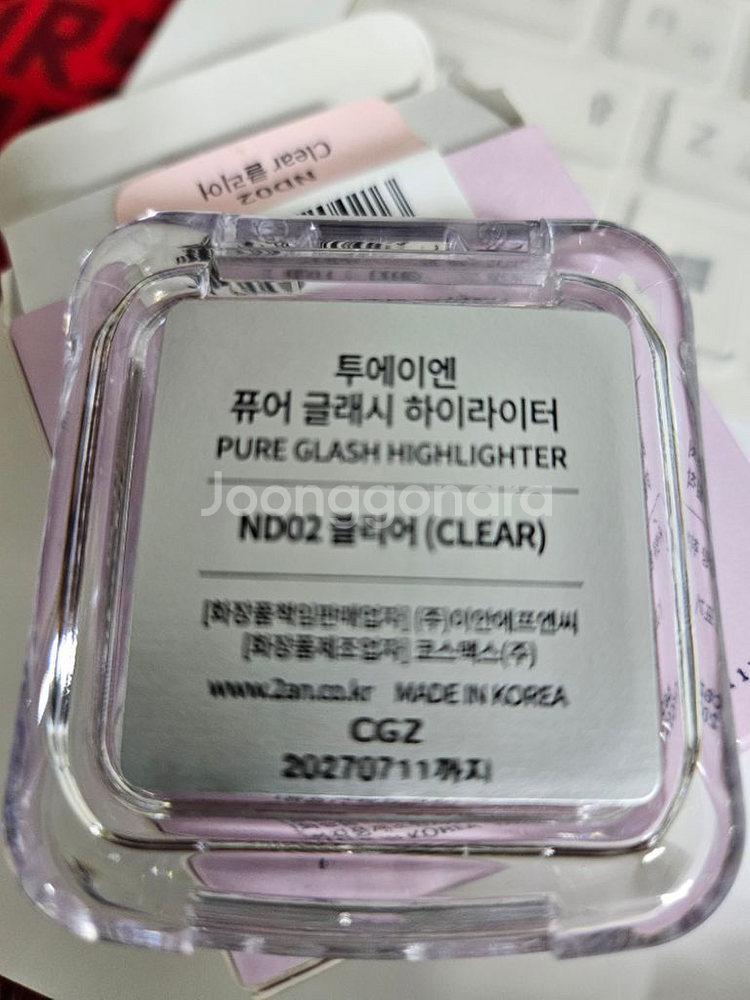 Clear 클리어
ND02
투에이엔
퓨어 글래시 하이라이터
PURE GLASH HIGHLIGHTER
Joonggonara
ND02 클리어 (CLEAR)
[화장품책임판매업자] (주)이안에프엔씨
[화장품제조업자] 코스맥스(주)
www.2an.co.kr MADE IN KOREA
CGZ
20270711까지